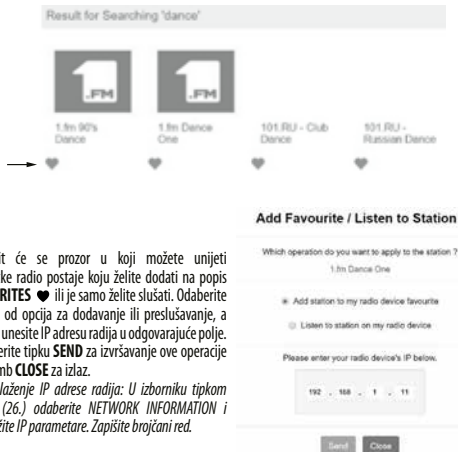 Result for Searching 'dance'
.FM
.FM
1.fm 90's
Dance
1.fm Dance
One
101.RU - Club
Dance
101.RU -
Russian Dance
it će se prozor u koji možete unijeti
ke radio postaje koju želite dodati na popis
RITES ♥ ili je samo želite slušati. Odaberite
od opcija za dodavanje ili preslušavanje, a
unesite IP adresu radija u odgovarajuće polje.
erite tipku SEND za izvršavanje ove operacije
mb CLOSE za izlaz.
laženje IP adrese radija: U izborniku tipkom
(26.) odaberite NETWORK INFORMATION i
žite IP parametare. Zapišite brojčani red.
Add Favourite / Listen to Station
Which operation do you want to apply to the station ?
1.fm Dance One
Add station to my radio device favourite
Listen to station on my radio device
Please enter your radio device's IP below.
192 . 168 . 1 . 11
Send Close